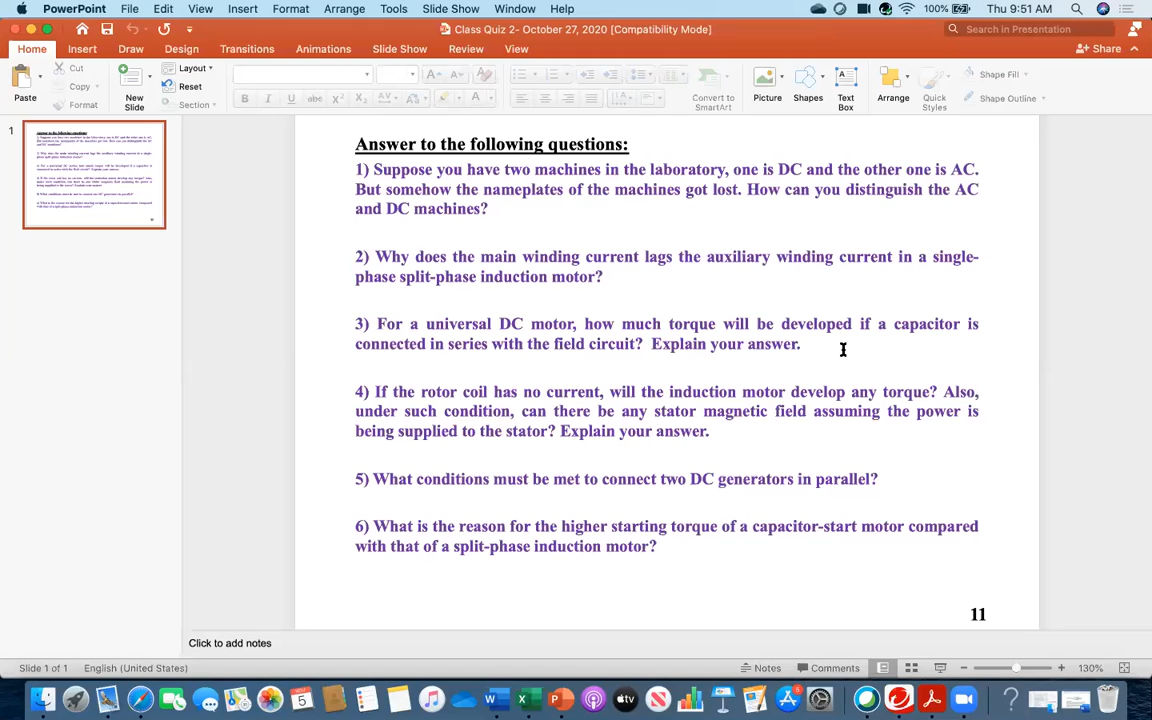 PowerPoint File Edit View Insert Format Arrange Tools Slide Show Window Help 100% Thu 9:51 AM
Class Quiz 2- October 27, 2020 [Compatibility Mode] Search in Presentation
Home Insert Draw Design Transitions Animations Slide Show Review View Share
Cut Layout Shape Fill
Copy Reset
Paste Format New Slide Section Convert to SmartArt Picture Shapes Text Box Arrange Quick Styles Shape Outline
1
Answer to the following questions:
1) Suppose you have two machines in the laboratory, one is DC and the other one is AC.
But somehow the nameplates of the machines got lost. How can you distinguish the AC
and DC machines?
2) Why does the main winding current lags the auxiliary winding current in a single-
phase split-phase induction motor?
3) For a universal DC motor, how much torque will be developed if a capacitor is
connected in series with the field circuit?  Explain your answer.
4) If the rotor coil has no current, will the induction motor develop any torque? Also,
under such condition, can there be any stator magnetic field assuming the power is
being supplied to the stator? Explain your answer.
5) What conditions must be met to connect two DC generators in parallel?
6) What is the reason for the higher starting torque of a capacitor-start motor compared
with that of a split-phase induction motor?
11
Click to add notes
Slide 1 of 1 English (United States) Notes Comments 130%